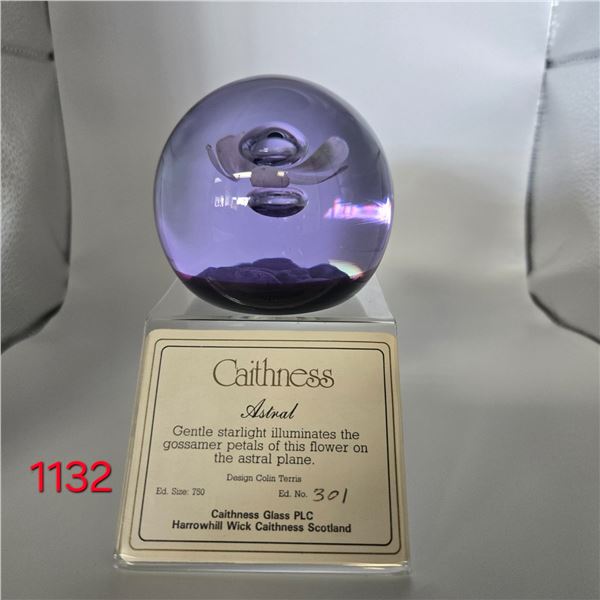 Caithness
Astral
Gentle starlight illuminates the
gossamer petals of this flower on
the astral plane.
Design Colin Terris
Ed. Size: 750 Ed. No. 301
Caithness Glass PLC
Harrowhill Wick Caithness Scotland
1132